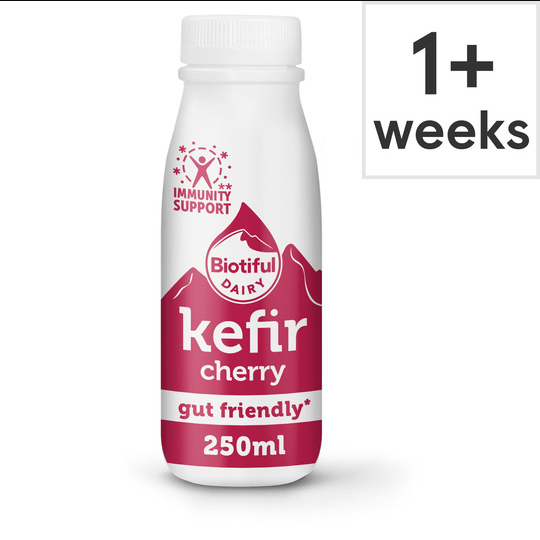 1+
weeks
IMMUNITY**
SUPPORT
Biotiful
DAIRY
kefir
cherry
gut friendly*
250ml